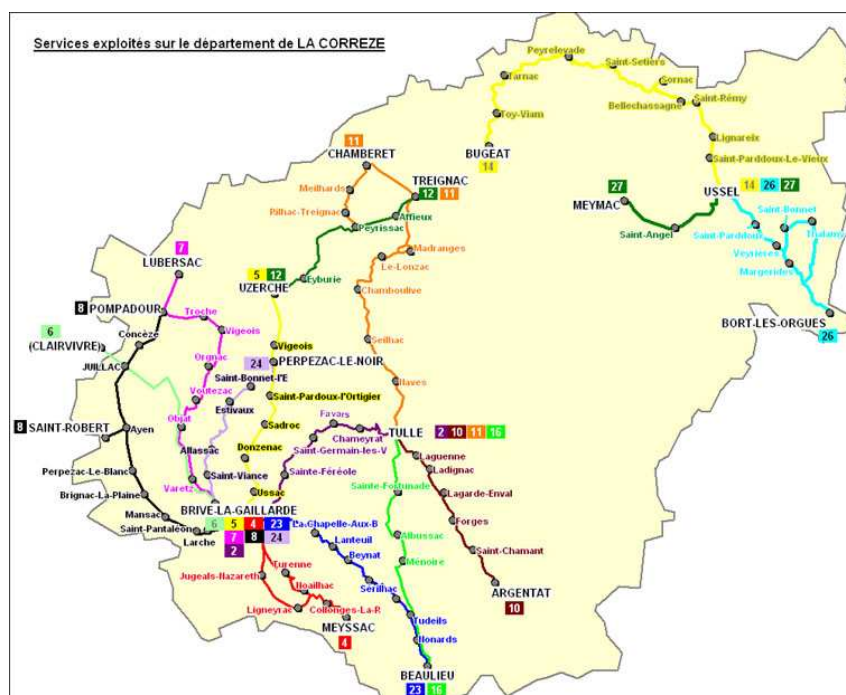 Services exploités sur le département de LA CORREZE
Peyrelevade
Saint-Setiers
Tarnac
Sornac
Bellechassagne
Saint-Rémy
Toy-Viam
Lignareix
BUGEAT
14
Saint-Parddoux-Le-Vieux
11
CHAMBERET
Meilhards
TREIGNAC
12 11
Pilhac-Treignac
Affieux
Peyrissac
27
MEYMAC
USSEL
14 26 27
Saint-Angel
Saint-Bonnet
Saint-Parddoux
Thalamy
Veyrières
Margerides
BORT-LES-ORGUES
26
Madranges
Le-Lonzac
7
LUBERSAC
5 12
UZERCHE
Eyburie
Chamboulive
8 POMPADOUR
Troche
Vigeois
6
(CLAIRVIVRE)
Concèze
JUILLAC
Orgnac
Vigeois
24 PERPEZAC-LE-NOIR
Seilhac
Saint-Bonnet-l'E
Voutezac
Estivaux
Saint-Pardoux-l'Ortigier
Naves
8 SAINT-ROBERT
Ayen
Objat
Sadroc
Favars
TULLE
2 10 11 16
Allassac
Chameyrat
Donzenac
Saint-Germain-les-V
Laguenne
Perpezac-Le-Blanc
Saint-Viance
Sainte-Féréole
Ladignac
Varetz
Ussac
Sainte-Fortunade
Brignac-La-Plaine
Lagarde-Enval
Mansac
BRIVE-LA-GAILLARDE
6 5 4 23
7 8 24
2
Saint-Pantaléon
Larche
La-Chapelle-Aux-B
Forges
Lanteuil
Albussac
Beynat
Saint-Chamant
Ménoire
Turenne
Jugeals-Nazareth
Noailhac
Sérilhac
ARGENTAT
10
Ligneyrac
Collonges-La-R
MEYSSAC
4
Tudeils
Nonards
BEAULIEU
23 16